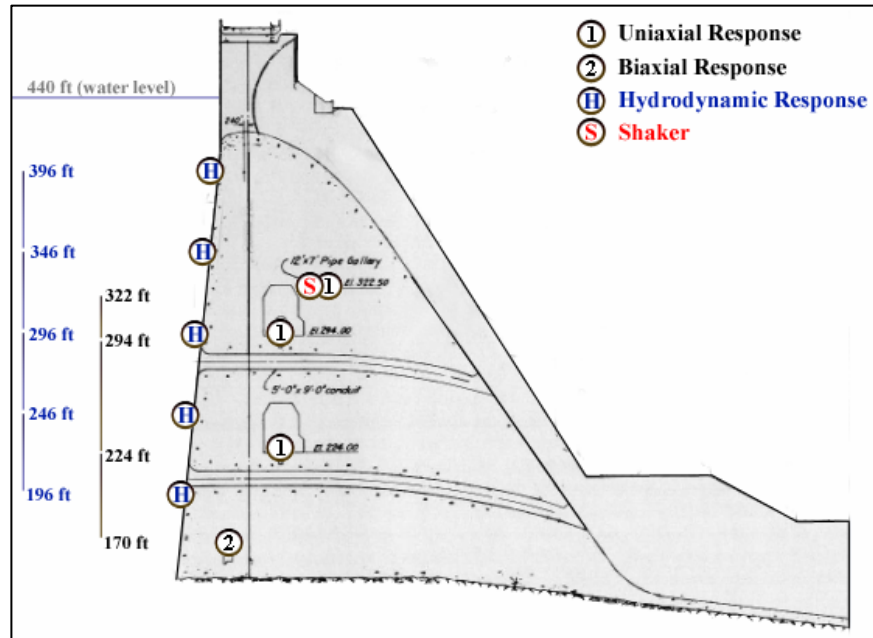 1 Uniaxial Response
2 Biaxial Response
H Hydrodynamic Response
S Shaker
440 ft (water level)
240'
H
396 ft
H
346 ft
12'x7' Pipe Gallery
S 1
El. 322.50
322 ft
H
296 ft
294 ft
1
El. 294.00
5'-0"x 9'-0" conduit
H
246 ft
1
El. 224.00
224 ft
H
196 ft
170 ft
2